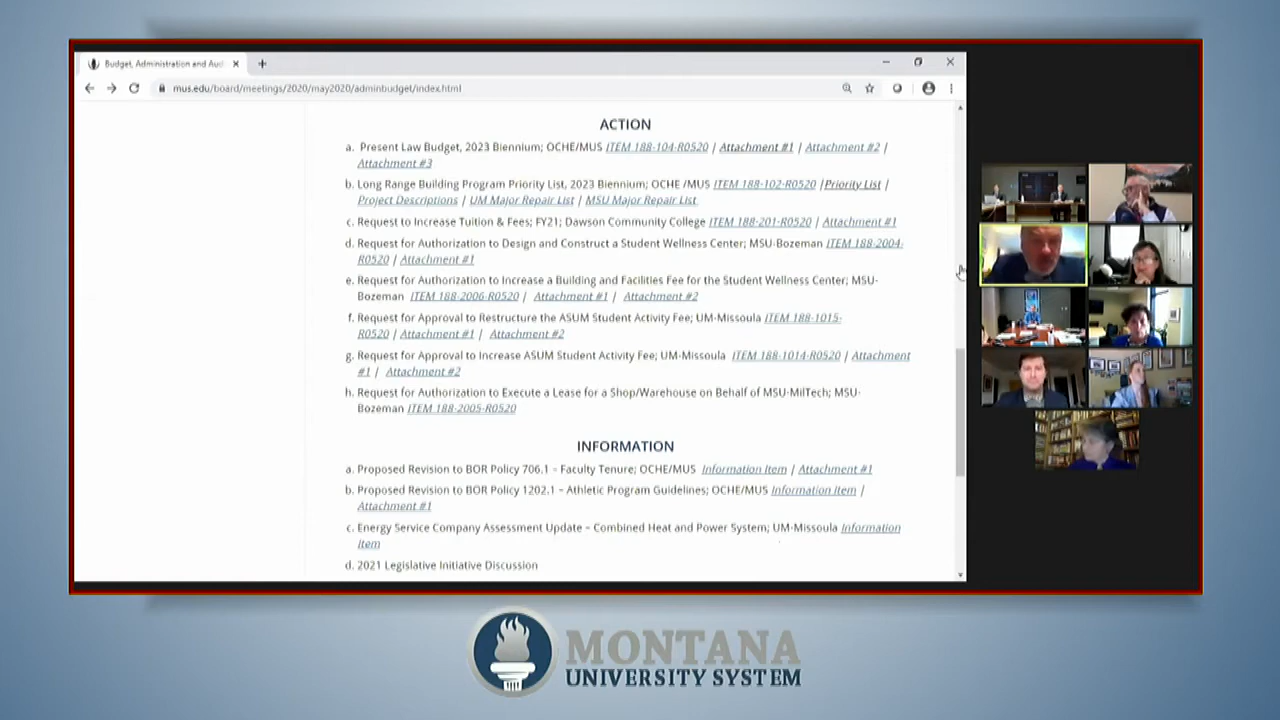 Budget, Administration and Aud
mus.edu/board/meetings/2020/may2020/adminbudget/index.html
ACTION
a. Present Law Budget, 2023 Biennium; OCHE/MUS ITEM 188-104-R0520 | Attachment #1 | Attachment #2 |
Attachment #3
b. Long Range Building Program Priority List, 2023 Biennium; OCHE /MUS ITEM 188-102-R0520 |Priority List |
Project Descriptions | UM Major Repair List | MSU Major Repair List
c. Request to Increase Tuition & Fees; FY21; Dawson Community College ITEM 188-201-R0520 | Attachment #1
d. Request for Authorization to Design and Construct a Student Wellness Center; MSU-Bozeman ITEM 188-2004-
R0520 | Attachment #1
e. Request for Authorization to Increase a Building and Facilities Fee for the Student Wellness Center; MSU-
Bozeman ITEM 188-2006-R0520 | Attachment #1 | Attachment #2
f. Request for Approval to Restructure the ASUM Student Activity Fee; UM-Missoula ITEM 188-1015-
R0520 | Attachment #1 | Attachment #2
g. Request for Approval to Increase ASUM Student Activity Fee; UM-Missoula ITEM 188-1014-R0520 | Attachment
#1 | Attachment #2
h. Request for Authorization to Execute a Lease for a Shop/Warehouse on Behalf of MSU-MilTech; MSU-
Bozeman ITEM 188-2005-R0520
INFORMATION
a. Proposed Revision to BOR Policy 706.1 – Faculty Tenure; OCHE/MUS Information Item | Attachment #1
b. Proposed Revision to BOR Policy 1202.1 – Athletic Program Guidelines; OCHE/MUS Information Item |
Attachment #1
c. Energy Service Company Assessment Update – Combined Heat and Power System; UM-Missoula Information
Item
d. 2021 Legislative Initiative Discussion
MONTANA
UNIVERSITY SYSTEM